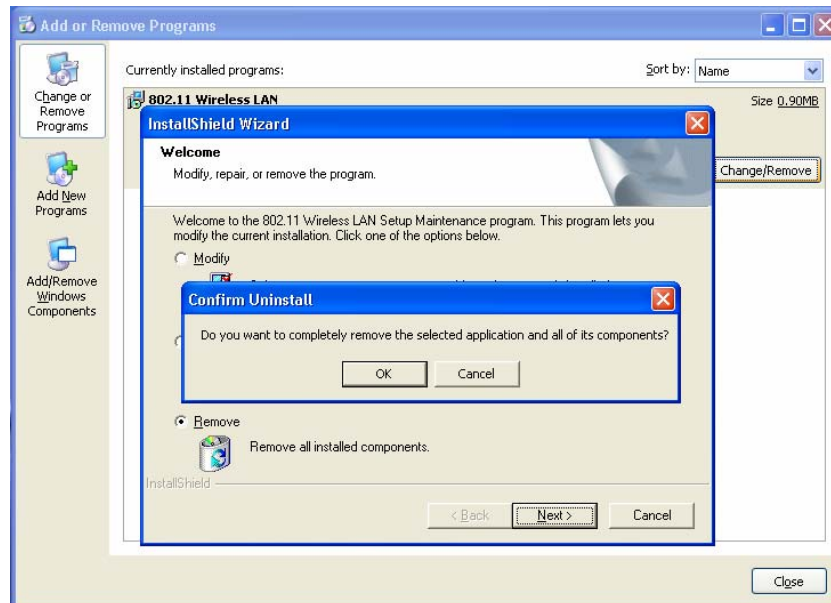 Add or Remove Programs
Change or
Remove
Programs
Add New
Programs
Add/Remove
Windows
Components
Currently installed programs:
Sort by: Name
802.11 Wireless LAN
Size 0.90MB
Change/Remove
InstallShield Wizard
Welcome
Modify, repair, or remove the program.
Welcome to the 802.11 Wireless LAN Setup Maintenance program. This program lets you
modify the current installation. Click one of the options below.
Modify
Confirm Uninstall
Do you want to completely remove the selected application and all of its components?
OK Cancel
Remove
Remove all installed components.
InstallShield
< Back Next > Cancel
Close